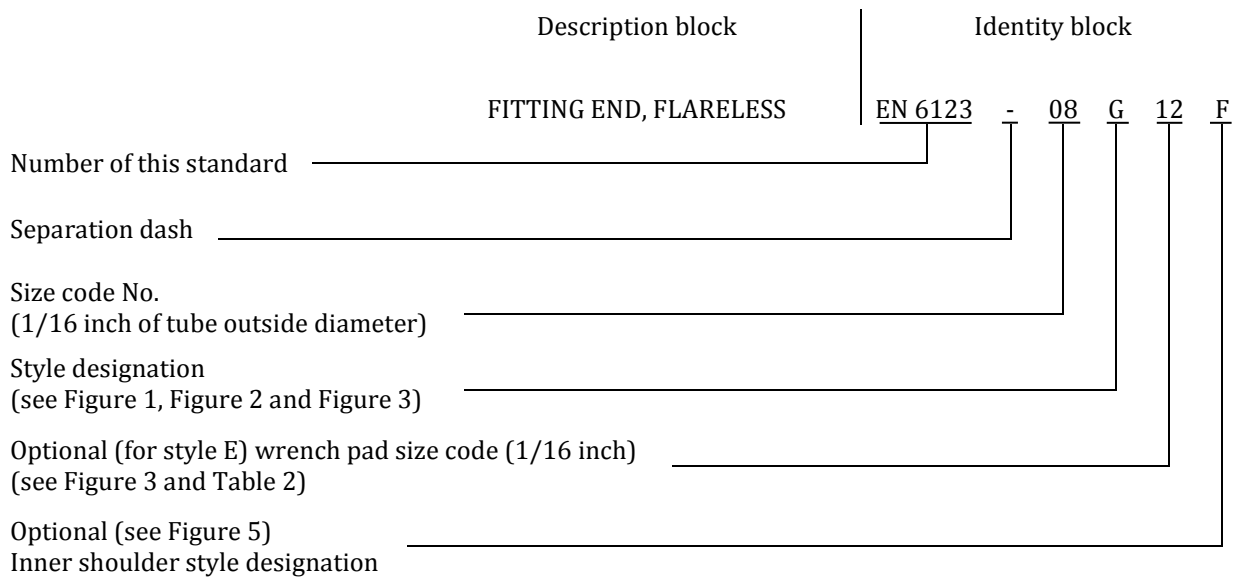 Description block Identity block
FITTING END, FLARELESS EN 6123 - 08 G 12 F
Number of this standard
Separation dash
Size code No.
(1/16 inch of tube outside diameter)
Style designation
(see Figure 1, Figure 2 and Figure 3)
Optional (for style E) wrench pad size code (1/16 inch)
(see Figure 3 and Table 2)
Optional (see Figure 5)
Inner shoulder style designation